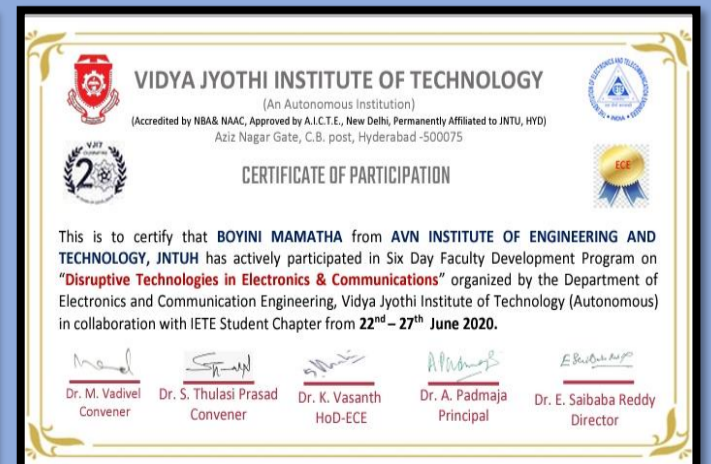 VIDYA JYOTHI INSTITUTE OF TECHNOLOGY
(An Autonomous Institution)
(Accredited by NBA& NAAC, Approved by A.I.C.T.E., New Delhi, Permanently Affiliated to JNTU, HYD)
Aziz Nagar Gate, C.B. post, Hyderabad -500075
VJIT
20
CERTIFICATE OF PARTICIPATION
ECE
This is to certify that BOYINI MAMATHA from AVN INSTITUTE OF ENGINEERING AND
TECHNOLOGY, JNTUH has actively participated in Six Day Faculty Development Program on
“Disruptive Technologies in Electronics & Communications” organized by the Department of
Electronics and Communication Engineering, Vidya Jyothi Institute of Technology (Autonomous)
in collaboration with IETE Student Chapter from 22nd – 27th June 2020.
Dr. M. Vadivel
Convener
Dr. S. Thulasi Prasad
Convener
Dr. K. Vasanth
HoD-ECE
A Padmaja
Dr. A. Padmaja
Principal
Dr. E. Saibaba Reddy
Director